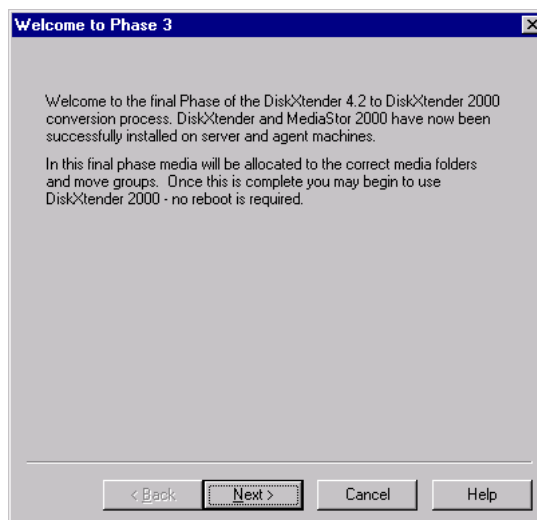 Welcome to Phase 3
Welcome to the final Phase of the DiskXtender 4.2 to DiskXtender 2000
conversion process. DiskXtender and MediaStor 2000 have now been
successfully installed on server and agent machines.
In this final phase media will be allocated to the correct media folders
and move groups.  Once this is complete you may begin to use
DiskXtender 2000 - no reboot is required.
< Back
Next >
Cancel
Help